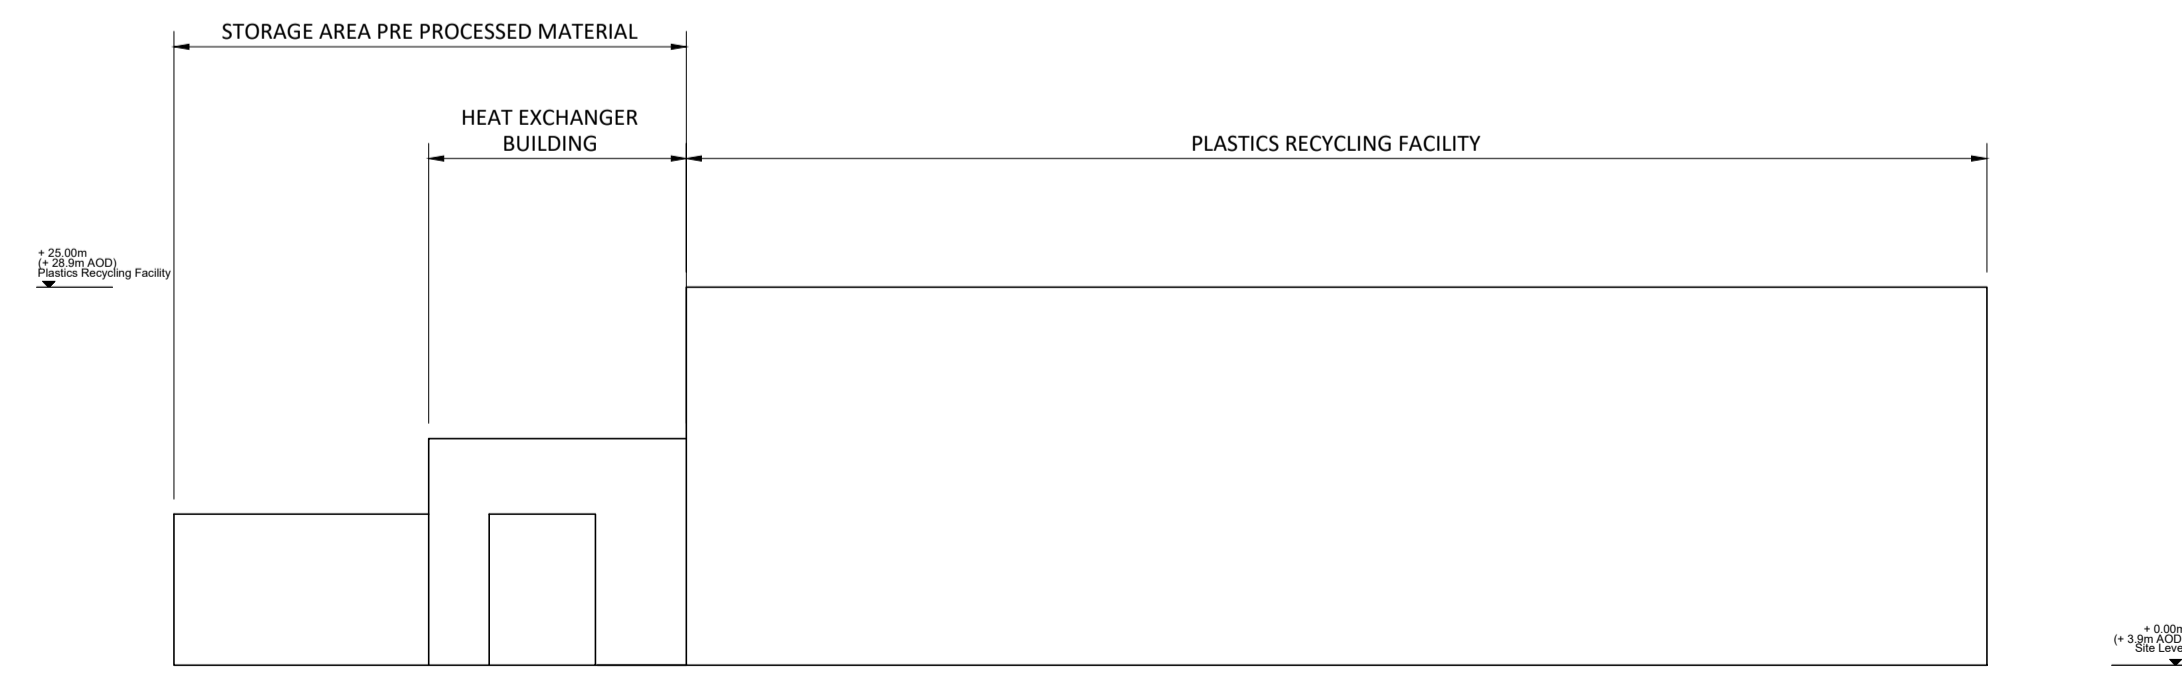 STORAGE AREA PRE PROCESSED MATERIAL
HEAT EXCHANGER
BUILDING
PLASTICS RECYCLING FACILITY
+ 25.00m
(+ 28.9m AOD)
Plastics Recycling Facility
+ 0.00m
(+ 3.9m AOD
Site Leve